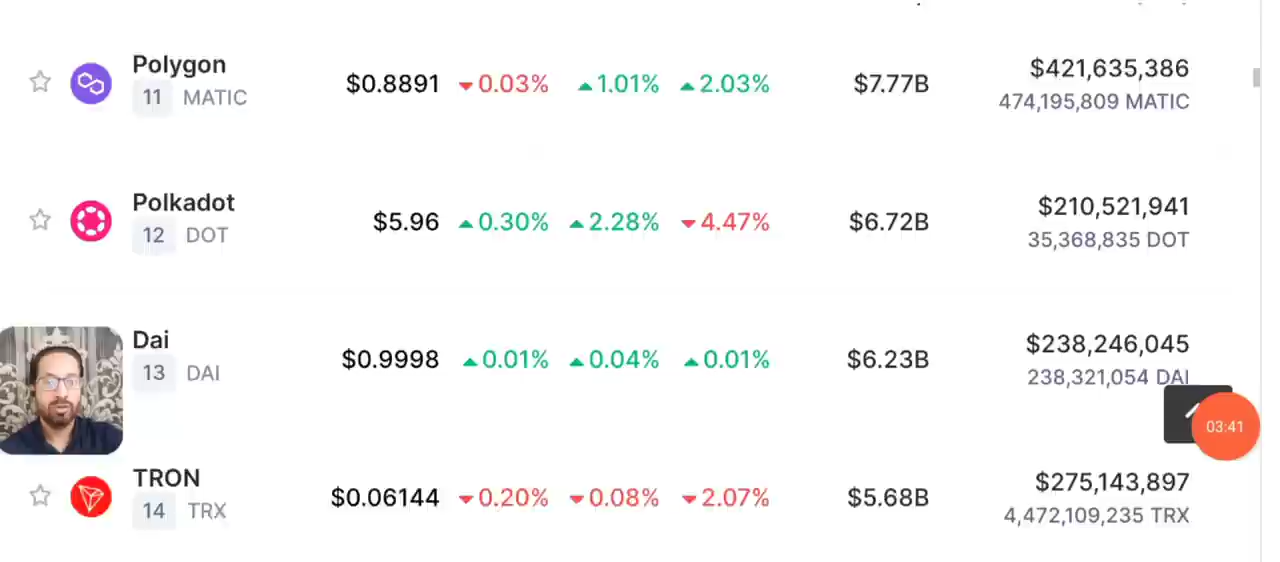 Polygon
11 MATIC
$0.8891 0.03% 1.01% 2.03% $7.77B
$421,635,386
474,195,809 MATIC
Polkadot
12 DOT
$5.96 0.30% 2.28% 4.47% $6.72B
$210,521,941
35,368,835 DOT
Dai
13 DAI
$0.9998 0.01% 0.04% 0.01% $6.23B
$238,246,045
238,321,054 DAI
03:41
TRON
14 TRX
$0.06144 0.20% 0.08% 2.07% $5.68B
$275,143,897
4,472,109,235 TRX